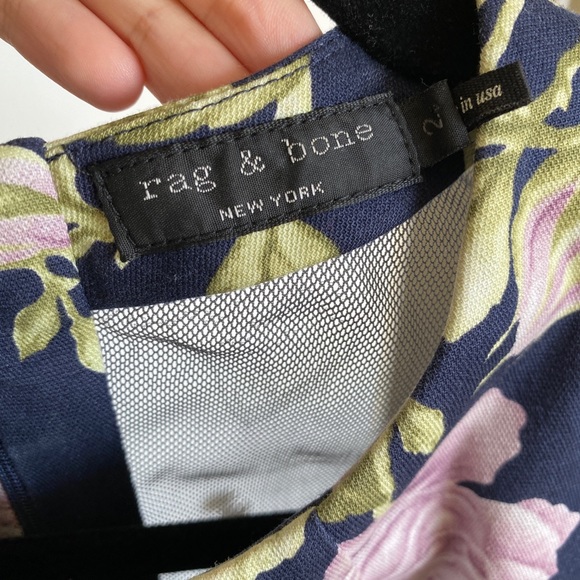 rag & bone
NEW YORK
2
in usa